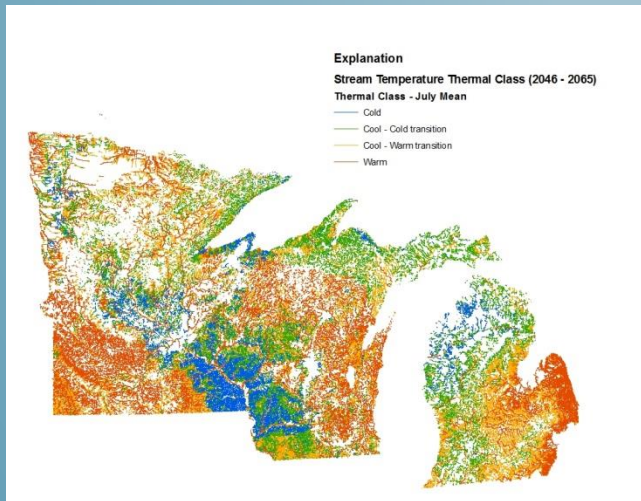 Explanation
Stream Temperature Thermal Class (2046 - 2065)
Thermal Class - July Mean
Cold
Cool - Cold transition
Cool - Warm transition
Warm